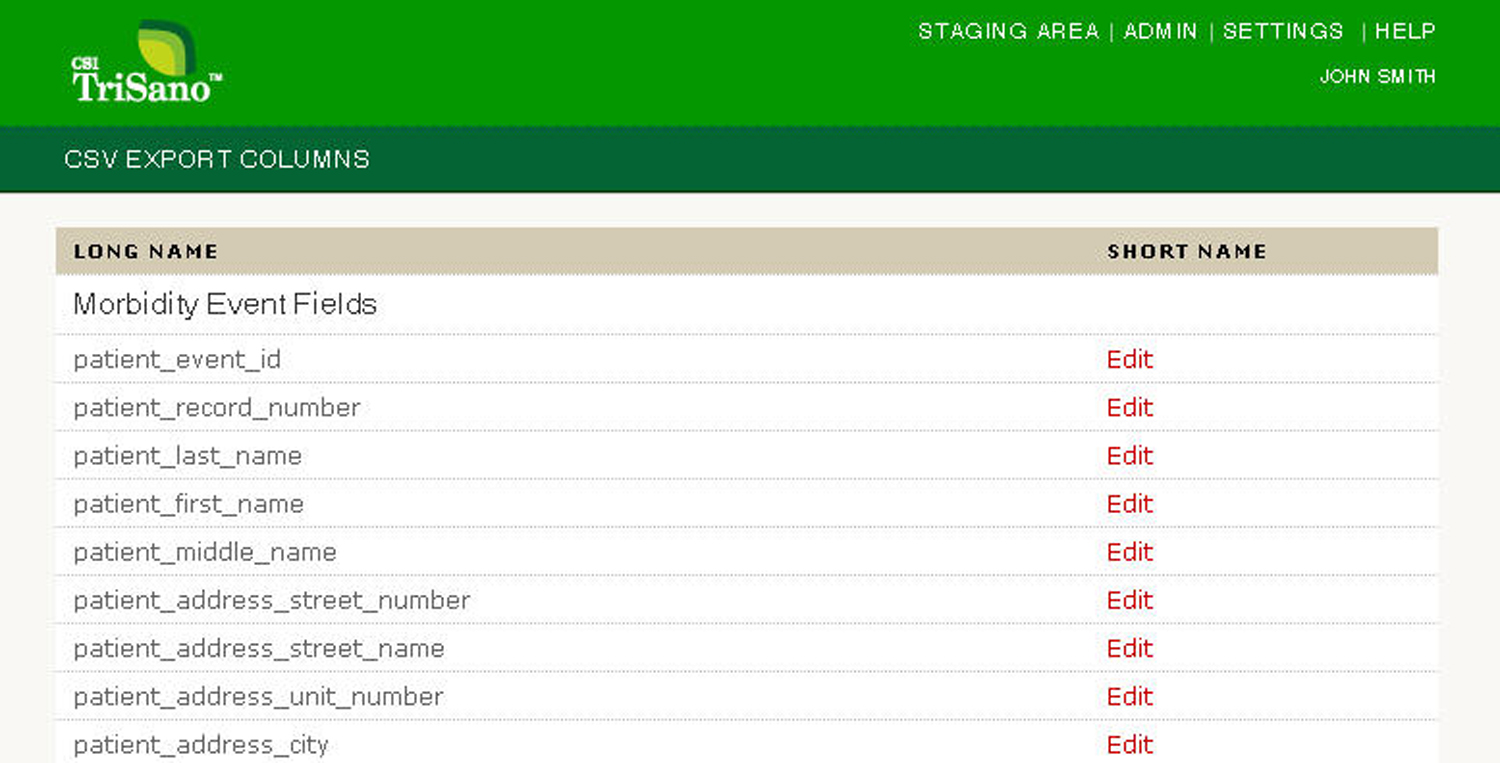 STAGING AREA | ADMIN | SETTINGS | HELP
CSI
TriSano™
JOHN SMITH
CSV EXPORT COLUMNS
LONG NAME SHORT NAME
Morbidity Event Fields
patient_event_id Edit
patient_record_number Edit
patient_last_name Edit
patient_first_name Edit
patient_middle_name Edit
patient_address_street_number Edit
patient_address_street_name Edit
patient_address_unit_number Edit
patient_address_city Edit